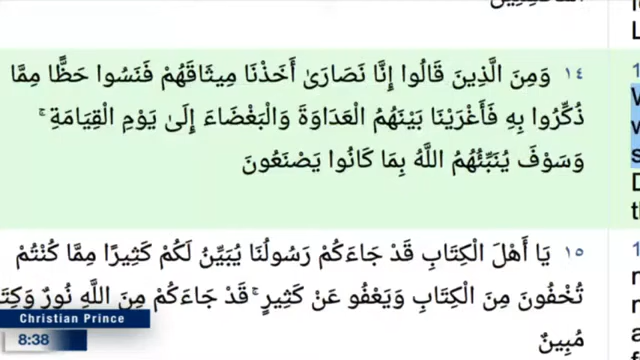 ١٤ وَمِنَ الَّذِينَ قَالُوا إِنَّا نَصَارَىٰ أَخَذْنَا مِيثَاقَهُمْ فَنَسُوا حَظًّا مِمَّا
ذُكِّرُوا بِهِ فَأَغْرَيْنَا بَيْنَهُمُ الْعَدَاوَةَ وَالْبَغْضَاءَ إِلَىٰ يَوْمِ الْقِيَامَةِ ۚ
وَسَوْفَ يُنَبِّئُهُمُ اللَّهُ بِمَا كَانُوا يَصْنَعُونَ
١٥ يَا أَهْلَ الْكِتَابِ قَدْ جَاءَكُمْ رَسُولُنَا يُبَيِّنُ لَكُمْ كَثِيرًا مِمَّا كُنْتُمْ
تُخْفُونَ مِنَ الْكِتَابِ وَيَعْفُو عَنْ كَثِيرٍ ۚ قَدْ جَاءَكُمْ مِنَ اللَّهِ نُورٌ
مُبِينٌ
Christian Prince
8:38